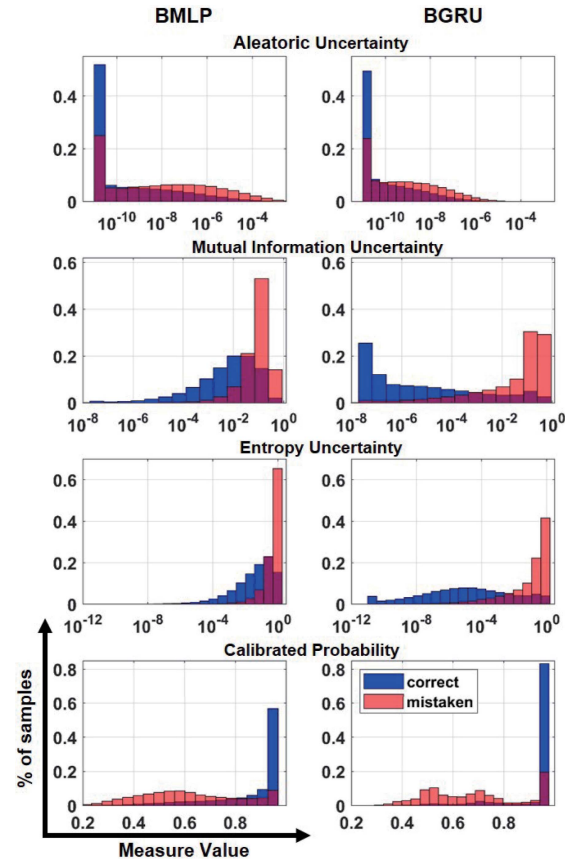 BMLP BGRU
Aleatoric Uncertainty
0.4 0.4
0.2 0.2
0 0
10^-10 10^-8 10^-6 10^-4 10^-10 10^-8 10^-6 10^-4
Mutual Information Uncertainty
0.6 0.6
0.4 0.4
0.2 0.2
0 0
10^-8 10^-6 10^-4 10^-2 10^0 10^-8 10^-6 10^-4 10^-2 10^0
Entropy Uncertainty
0.6 0.6
0.4 0.4
0.2 0.2
0 0
10^-12 10^-8 10^-4 10^0 10^-12 10^-8 10^-4 10^0
Calibrated Probability
0.8 0.8
0.6 0.6
0.4 0.4
0.2 0.2
0 0
correct
mistaken
0.2 0.4 0.6 0.8 0.2 0.4 0.6 0.8
% of samples
Measure Value